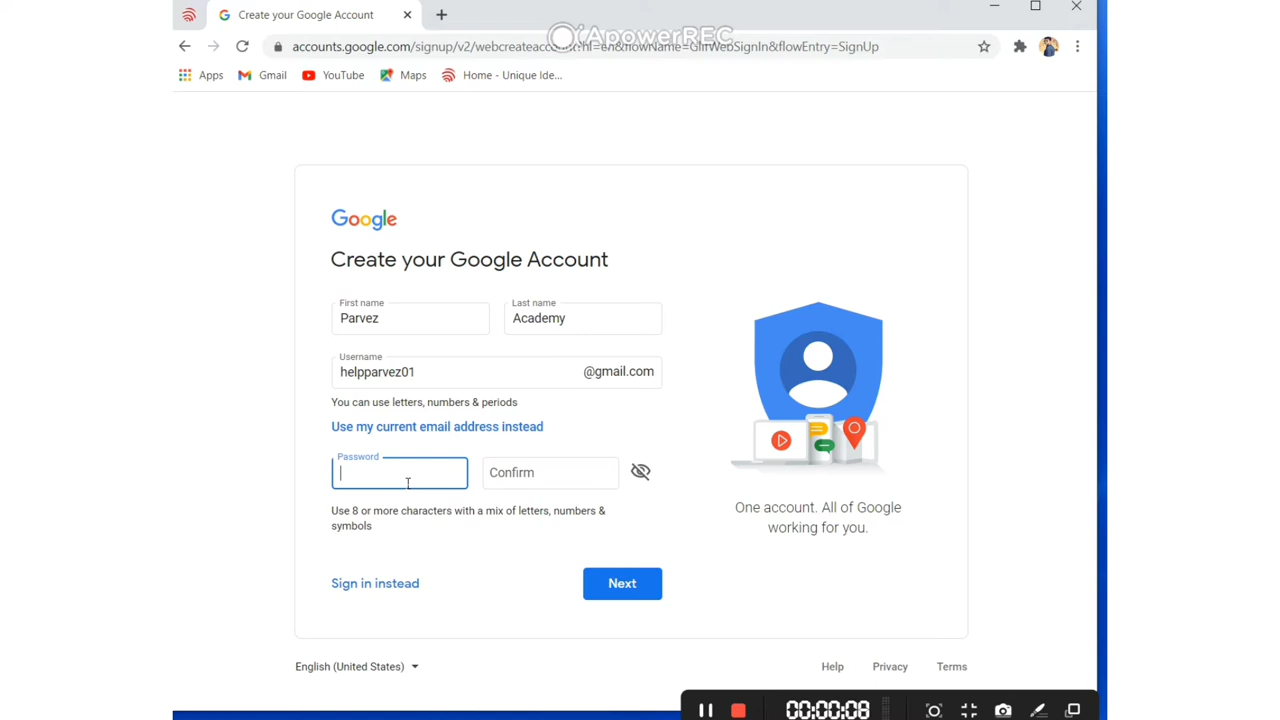 Create your Google Account
ApowerREC
accounts.google.com/signup/v2/webcreateaccount?hl=en&flowName=GlifWebSignIn&flowEntry=SignUp
Apps Gmail YouTube Maps Home - Unique Ide...
Google
Create your Google Account
First name Last name
Parvez Academy
Username
helpparvez01 @gmail.com
You can use letters, numbers & periods
Use my current email address instead
Password
Confirm
Use 8 or more characters with a mix of letters, numbers &
symbols
One account. All of Google
working for you.
Sign in instead Next
English (United States) Help Privacy Terms
00:00:08